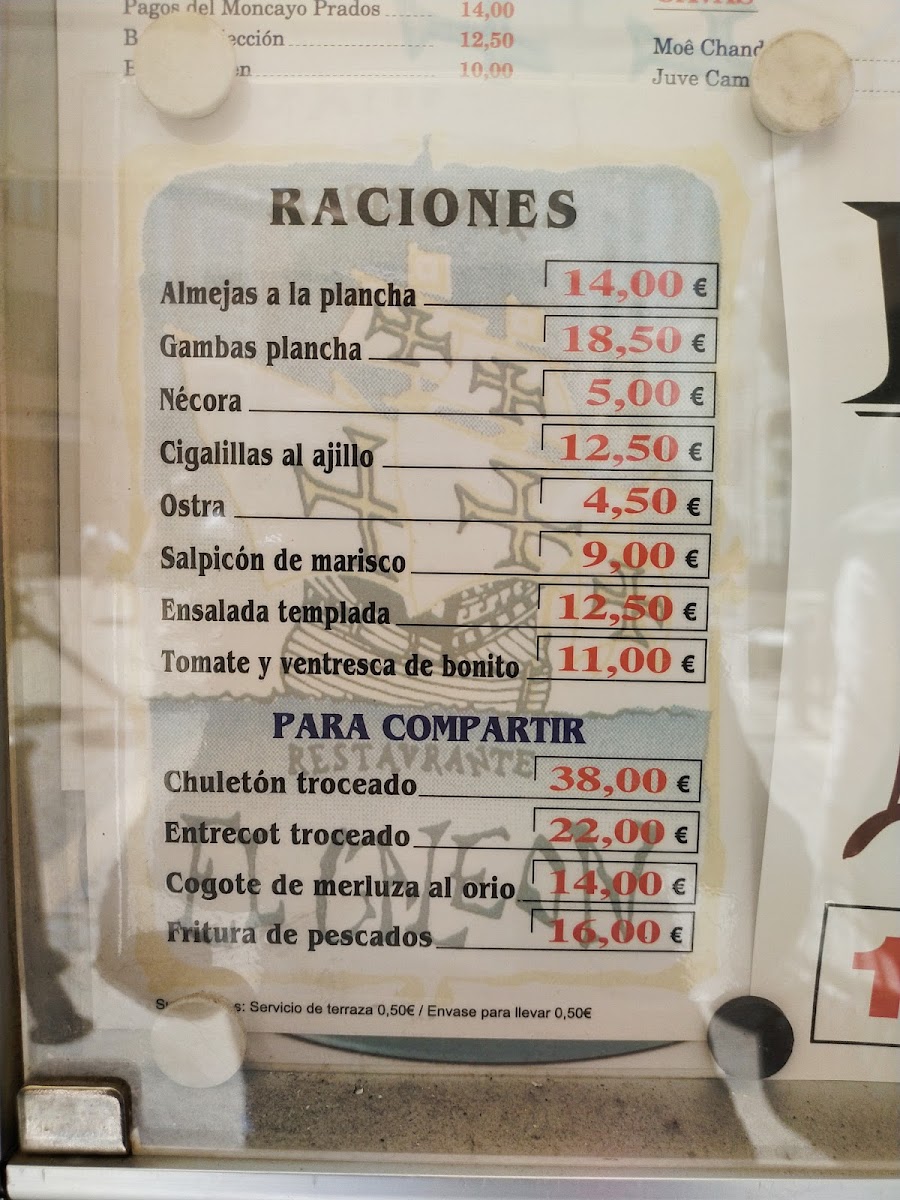 Pagos del Moncayo Prados 14,00
ección 12,50
10,00
Moê Chand
Juve Cam
RACIONES
Almejas a la plancha 14,00 €
Gambas plancha 18,50 €
Nécora 5,00 €
Cigalillas al ajillo 12,50 €
Ostra 4,50 €
Salpicón de marisco 9,00 €
Ensalada templada 12,50 €
Tomate y ventresca de bonito 11,00 €
PARA COMPARTIR
RESTAVRANTE
Chuletón troceado 38,00 €
Entrecot troceado 22,00 €
Cogote de merluza al orio 14,00 €
Fritura de pescados 16,00 €
s: Servicio de terraza 0,50€ / Envase para llevar 0,50€